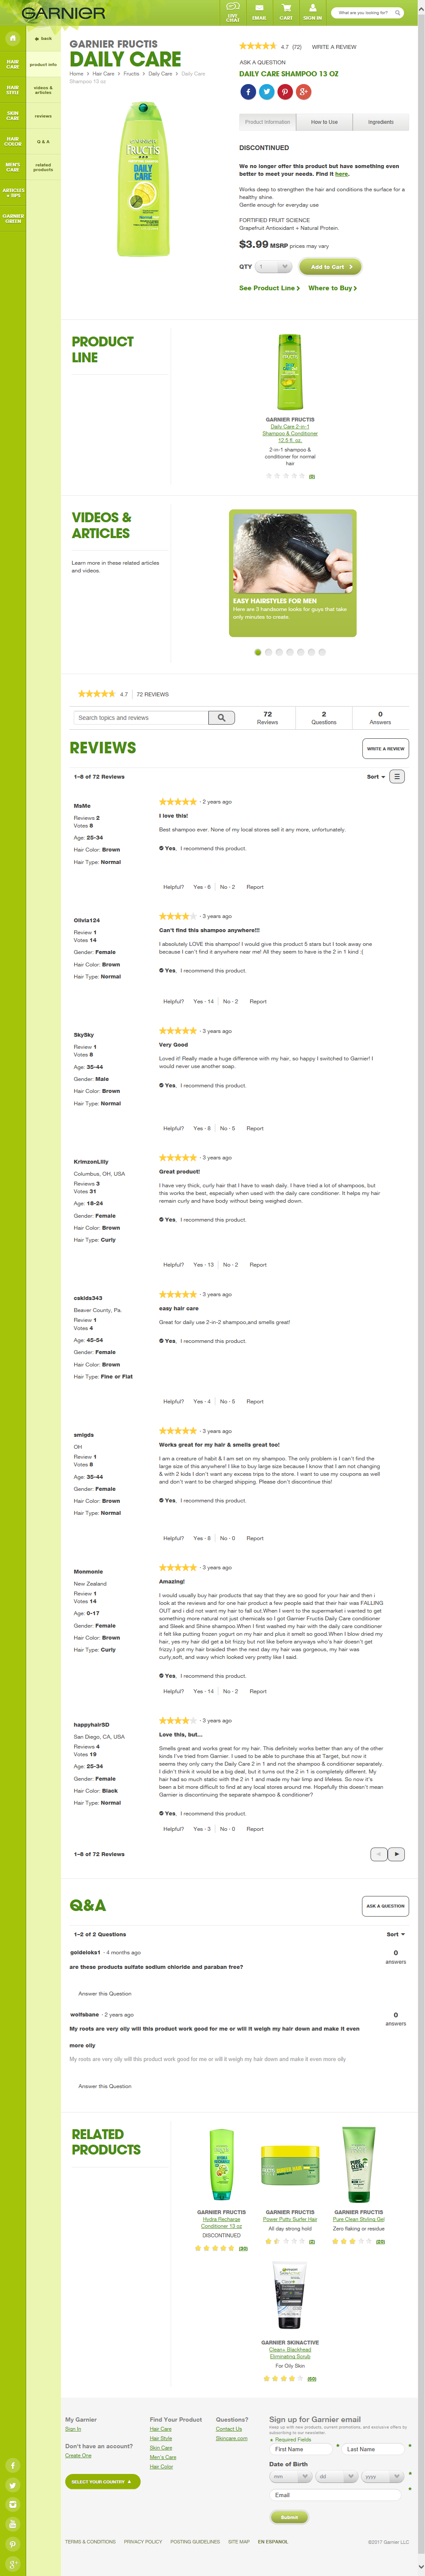 GARNIER
LIVE CHAT
EMAIL
CART
SIGN IN
What are you looking for?
HAIR CARE
HAIR STYLE
SKIN CARE
HAIR COLOR
MEN'S CARE
ARTICLES + TIPS
GARNIER GREEN
back
product info
videos & articles
reviews
Q & A
related products
GARNIER FRUCTIS
DAILY CARE
Home > Hair Care > Fructis > Daily Care > Daily Care Shampoo 13 oz
4.7 (72) WRITE A REVIEW
ASK A QUESTION
DAILY CARE SHAMPOO 13 OZ
Product Information
How to Use
Ingredients
DISCONTINUED
We no longer offer this product but have something even
better to meet your needs. Find it here.
Works deep to strengthen the hair and conditions the surface for a
healthy shine.
Gentle enough for everyday use
FORTIFIED FRUIT SCIENCE
Grapefruit Antioxidant + Natural Protein.
$3.99 MSRP prices may vary
QTY 1 Add to Cart >
See Product Line > Where to Buy >
PRODUCT
LINE
GARNIER FRUCTIS
Daily Care 2-in-1
Shampoo & Conditioner
12.5 fl. oz.
2-in-1 shampoo &
conditioner for normal
hair
VIDEOS &
ARTICLES
Learn more in these related articles
and videos.
EASY HAIRSTYLES FOR MEN
Here are 3 handsome looks for guys that take
only minutes to create.
4.7 72 REVIEWS
Search topics and reviews
72
Reviews
2
Questions
0
Answers
REVIEWS
WRITE A REVIEW
1–8 of 72 Reviews
Sort
MsMe
Reviews 2
Votes 8
Age: 25-34
Hair Color: Brown
Hair Type: Normal
· 2 years ago
I love this!
Best shampoo ever. None of my local stores sell it any more, unfortunately.
Yes, I recommend this product.
Helpful? Yes · 6 No · 2 Report
Olivia124
Review 1
Votes 14
Gender: Female
Hair Color: Brown
Hair Type: Normal
· 3 years ago
Can't find this shampoo anywhere!!!
I absolutely LOVE this shampoo! I would give this product 5 stars but I took away one
because I can't find it anywhere near me! All they seem to have is the 2 in 1 kind :(
Yes, I recommend this product.
Helpful? Yes · 14 No · 2 Report
SkySky
Review 1
Votes 8
Age: 35-44
Gender: Male
Hair Color: Brown
Hair Type: Normal
· 3 years ago
Very Good
Loved it! Really made a huge difference with my hair, so happy I switched to Garnier! I
would never use another soap.
Yes, I recommend this product.
Helpful? Yes · 8 No · 5 Report
KrimzonLilly
Columbus, OH, USA
Reviews 3
Votes 31
Age: 18-24
Gender: Female
Hair Color: Brown
Hair Type: Curly
· 3 years ago
Great product!
I have very thick, curly hair that I have to wash daily. I have tried a lot of shampoos, but
this works the best, especially when used with the daily care conditioner. It helps my hair
remain curly and have body without being weighed down.
Yes, I recommend this product.
Helpful? Yes · 13 No · 2 Report
cskids343
Beaver County, Pa.
Review 1
Votes 4
Age: 45-54
Gender: Female
Hair Color: Brown
Hair Type: Fine or Flat
· 3 years ago
easy hair care
Great for daily use 2-in-2 shampoo,and smells great!
Yes, I recommend this product.
Helpful? Yes · 4 No · 5 Report
smigds
OH
Review 1
Votes 8
Age: 35-44
Gender: Female
Hair Color: Brown
Hair Type: Normal
· 3 years ago
Works great for my hair & smells great too!
I am a creature of habit & I am set on my shampoo. The only problem is I can't find the
large size of this anywhere! I like to buy large size because I know that I am not changing
& with 2 kids I don't want any excess trips to the store. I want to use my coupons as well
and don't want to be charged shipping. Please don't discontinue this!
Yes, I recommend this product.
Helpful? Yes · 8 No · 0 Report
Monmonie
New Zealand
Review 1
Votes 14
Age: 0-17
Gender: Female
Hair Color: Brown
Hair Type: Curly
· 3 years ago
Amazing!
I would usually buy hair products that say that they are so good for your hair and then i
look at the reviews and for one hair product a few people said that their hair was FALLING
OUT and i did not want my to fall out.When I went to the supermarket i wanted to get
something more natural not just chemicals so I got Garnier Fructis Daily Care conditioner
and Sleek and Shine shampoo.When I first washed my hair with the daily care conditioner
it felt like i was putting yogurt on my hair and plus it smelt so good.When I blow dried my
hair, yes my hair did get a bit frizzy but not like before anyways when my hair doesn't get
frizzy.I got my hair braided then the next day my hair was gorgeous, my hair was
curly,soft, and wavy which looked very pretty like I said.
Yes, I recommend this product.
Helpful? Yes · 14 No · 2 Report
happyhairSD
San Diego, CA, USA
Reviews 4
Votes 19
Age: 25-34
Gender: Female
Hair Color: Black
Hair Type: Normal
· 3 years ago
Love this, but...
Smells great and works great for my hair. This definitely works better than any of the other
kinds I've tried from Garnier. I used to be able to purchase this at Target, but now it
seems they only carry the Daily Care 2 in 1 and not the shampoo & conditioner separately.
I didn't think it would be a big deal, but it turns out the 2 in 1 is completely different. My
hair had so much static with the 2 in 1 and made my hair limp and lifeless. So now it's
been a bit more difficult to find at any local stores around me. Hopefully this doesn't mean
Garnier is discontinuing the separate shampoo & conditioner?
Yes, I recommend this product.
Helpful? Yes · 3 No · 0 Report
1–8 of 72 Reviews
Q&A
ASK A QUESTION
1–2 of 2 Questions
Sort
goldeloks1 · 4 months ago
0
answers
are these products sulfate sodium chloride and paraban free?
Answer this Question
wolfsbane · 2 years ago
0
answers
My roots are very oily will this product work good for me or will it weigh my hair down and make it even
more oily
My roots are very oily will this product work good for me or will it weigh my hair down and make it even more oily
Answer this Question
RELATED
PRODUCTS
GARNIER FRUCTIS
Hydra Recharge
Conditioner 13 oz
DISCONTINUED
GARNIER FRUCTIS
Power Putty Surfer Hair
All day strong hold
GARNIER FRUCTIS
Pure Clean Styling Gel
Zero flaking or residue
GARNIER SKINACTIVE
Clean+ Blackhead
Eliminating Scrub
For Oily Skin
My Garnier
Sign In
Don't have an account?
Create One
SELECT YOUR COUNTRY
Find Your Product
Hair Care
Hair Style
Skin Care
Men's Care
Hair Color
Questions?
Contact Us
Skincare.com
Sign up for Garnier email
Keep up with new products, current promotions, and exclusive offers by
subscribing to our newsletter.
Required Fields
First Name
Last Name
Date of Birth
mm dd yyyy
Email
Submit
TERMS & CONDITIONS PRIVACY POLICY POSTING GUIDELINES SITE MAP EN ESPANOL
©2017 Garnier LLC